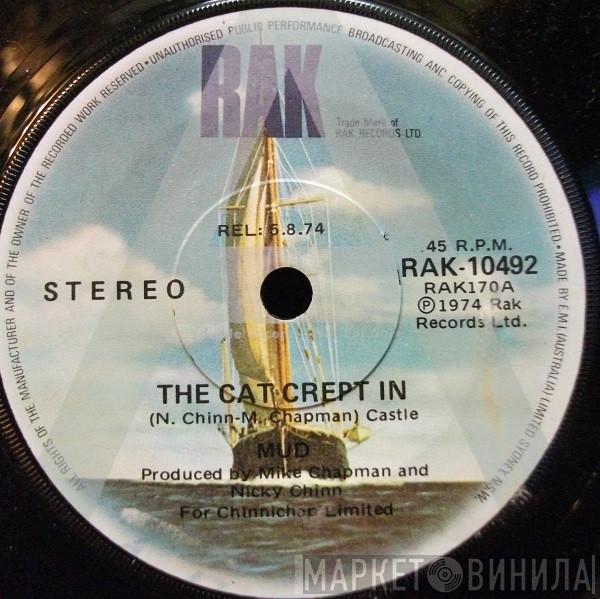 ALL RIGHTS OF THE MANUFACTURER AND OF THE OWNER OF THE RECORDED WORK RESERVED • UNAUTHORISED PUBLIC PERFORMANCE BROADCASTING AND COPYING OF THIS RECORD PROHIBITED • MADE BY E.M.I. (AUSTRALIA) LIMITED SYDNEY, N.S.W.
RAK
Trade Mark of
RAK RECORDS LTD.
REL: 5.8.74
45 R.P.M.
RAK-10492
RAK170A
STEREO
Ⓟ1974 Rak
Records Ltd.
THE CAT CREPT IN
(N. Chinn-M. Chapman) Castle
MUD
Produced by Mike Chapman and
Nicky Chinn
For Chinnichap Limited
МАРКЕТ ВИНИЛА